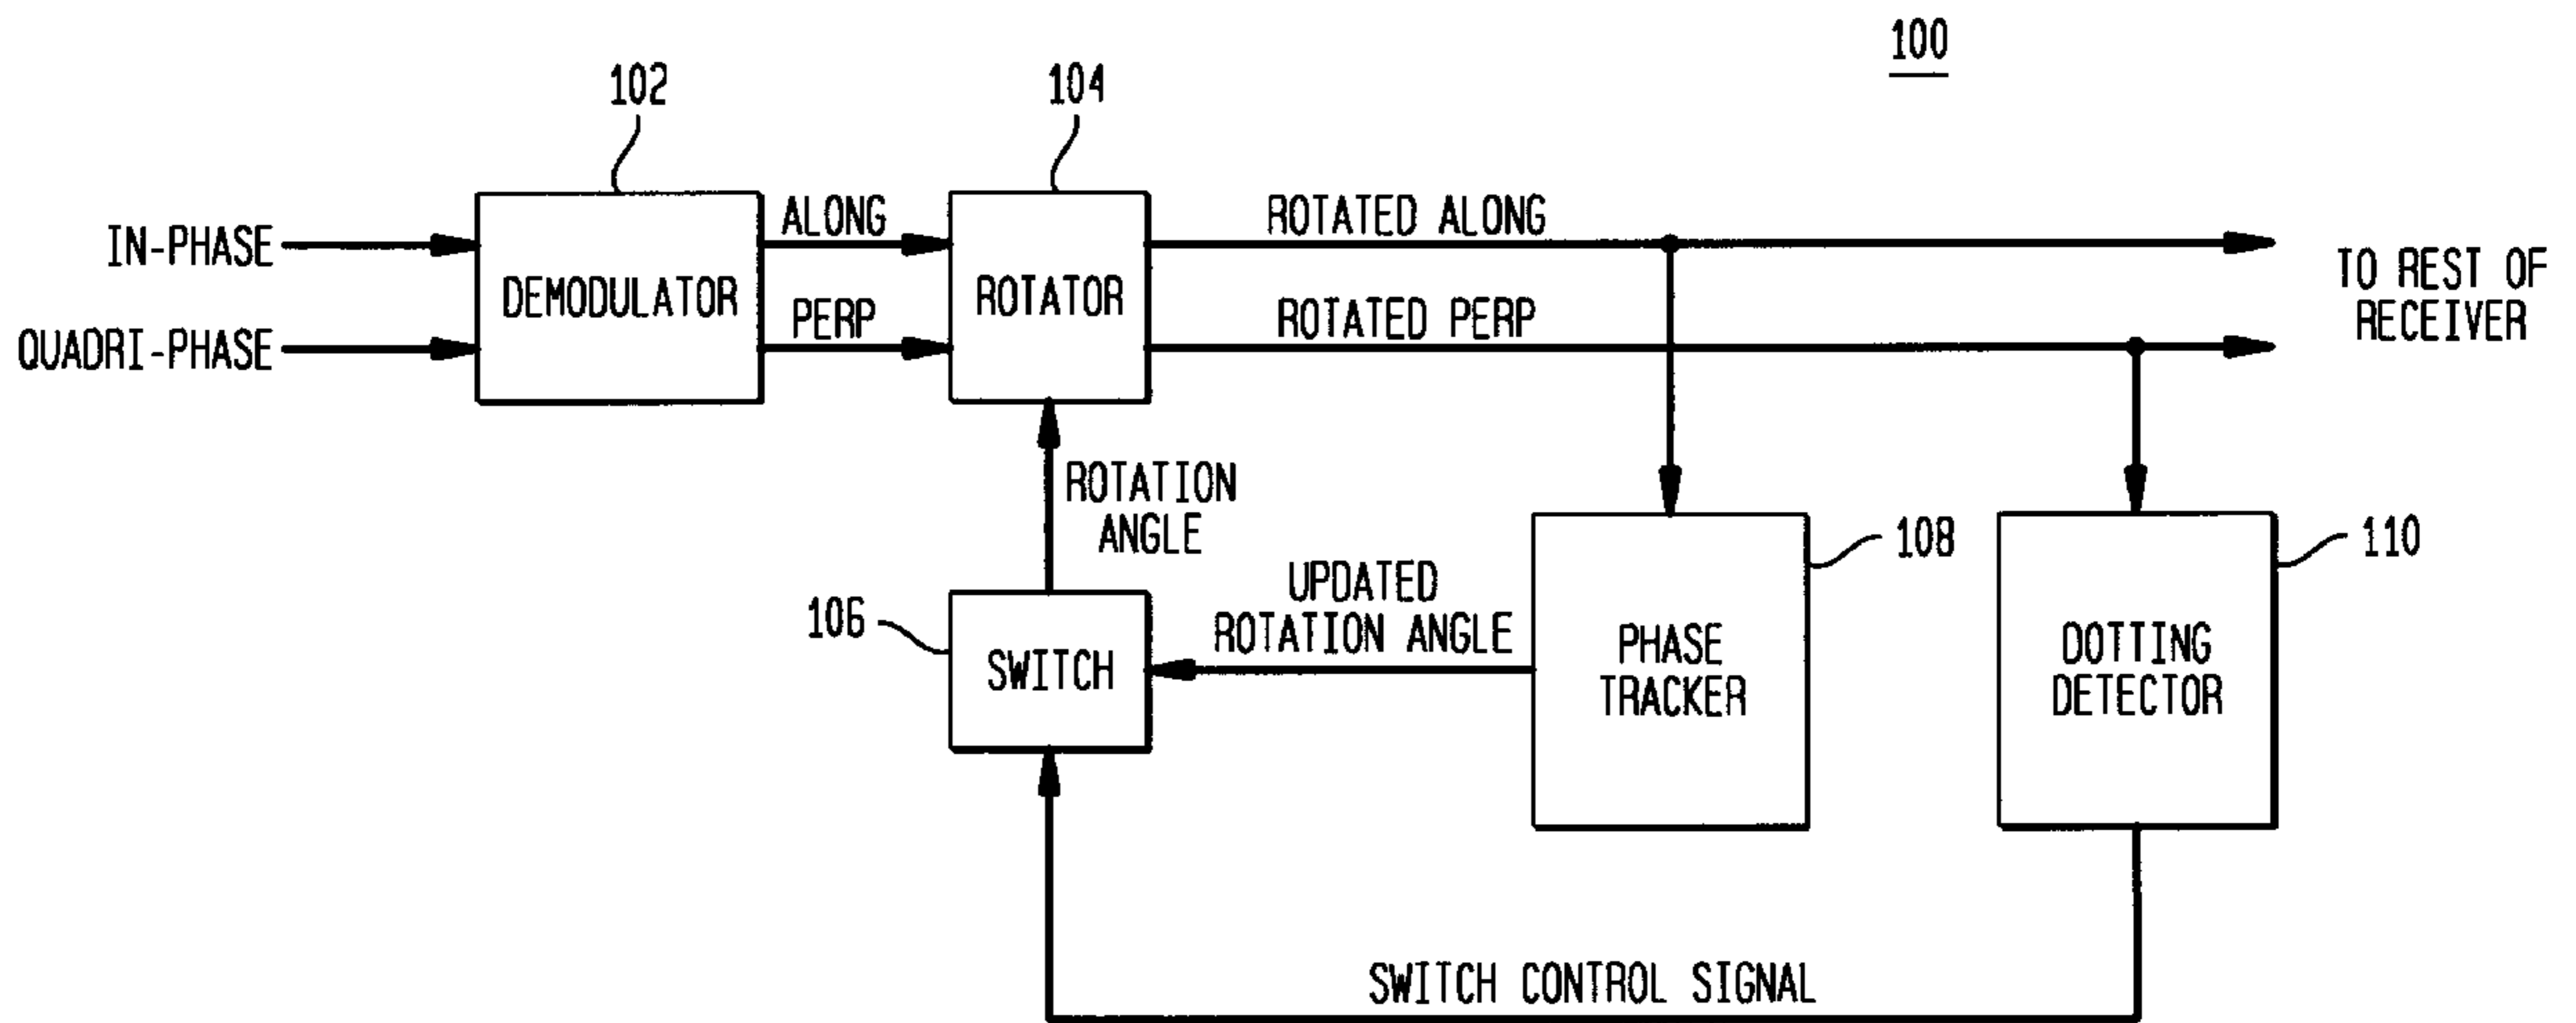 100
102
104
IN-PHASE
QUADRI-PHASE
DEMODULATOR
ALONG
PERP
ROTATOR
ROTATED ALONG
ROTATED PERP
TO REST OF
RECEIVER
ROTATION
ANGLE
106
SWITCH
UPDATED
ROTATION ANGLE
PHASE
TRACKER
108
DOTTING
DETECTOR
110
SWITCH CONTROL SIGNAL